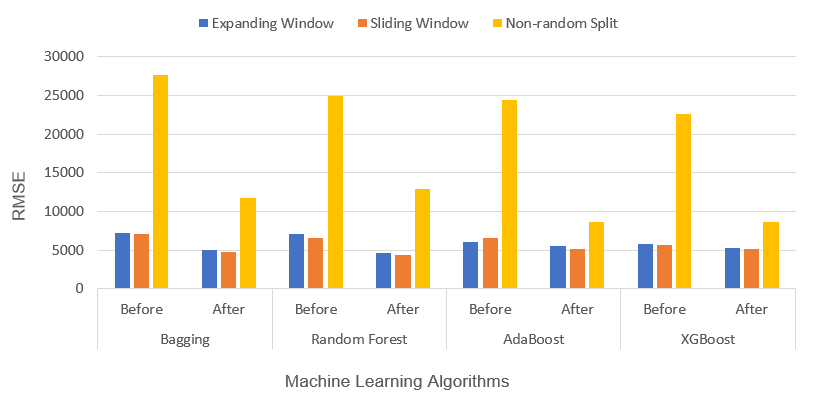 Expanding Window Sliding Window Non-random Split
30000
25000
20000
15000
10000
5000
0
RMSE
Before After Before After Before After Before After
Bagging Random Forest AdaBoost XGBoost
Machine Learning Algorithms